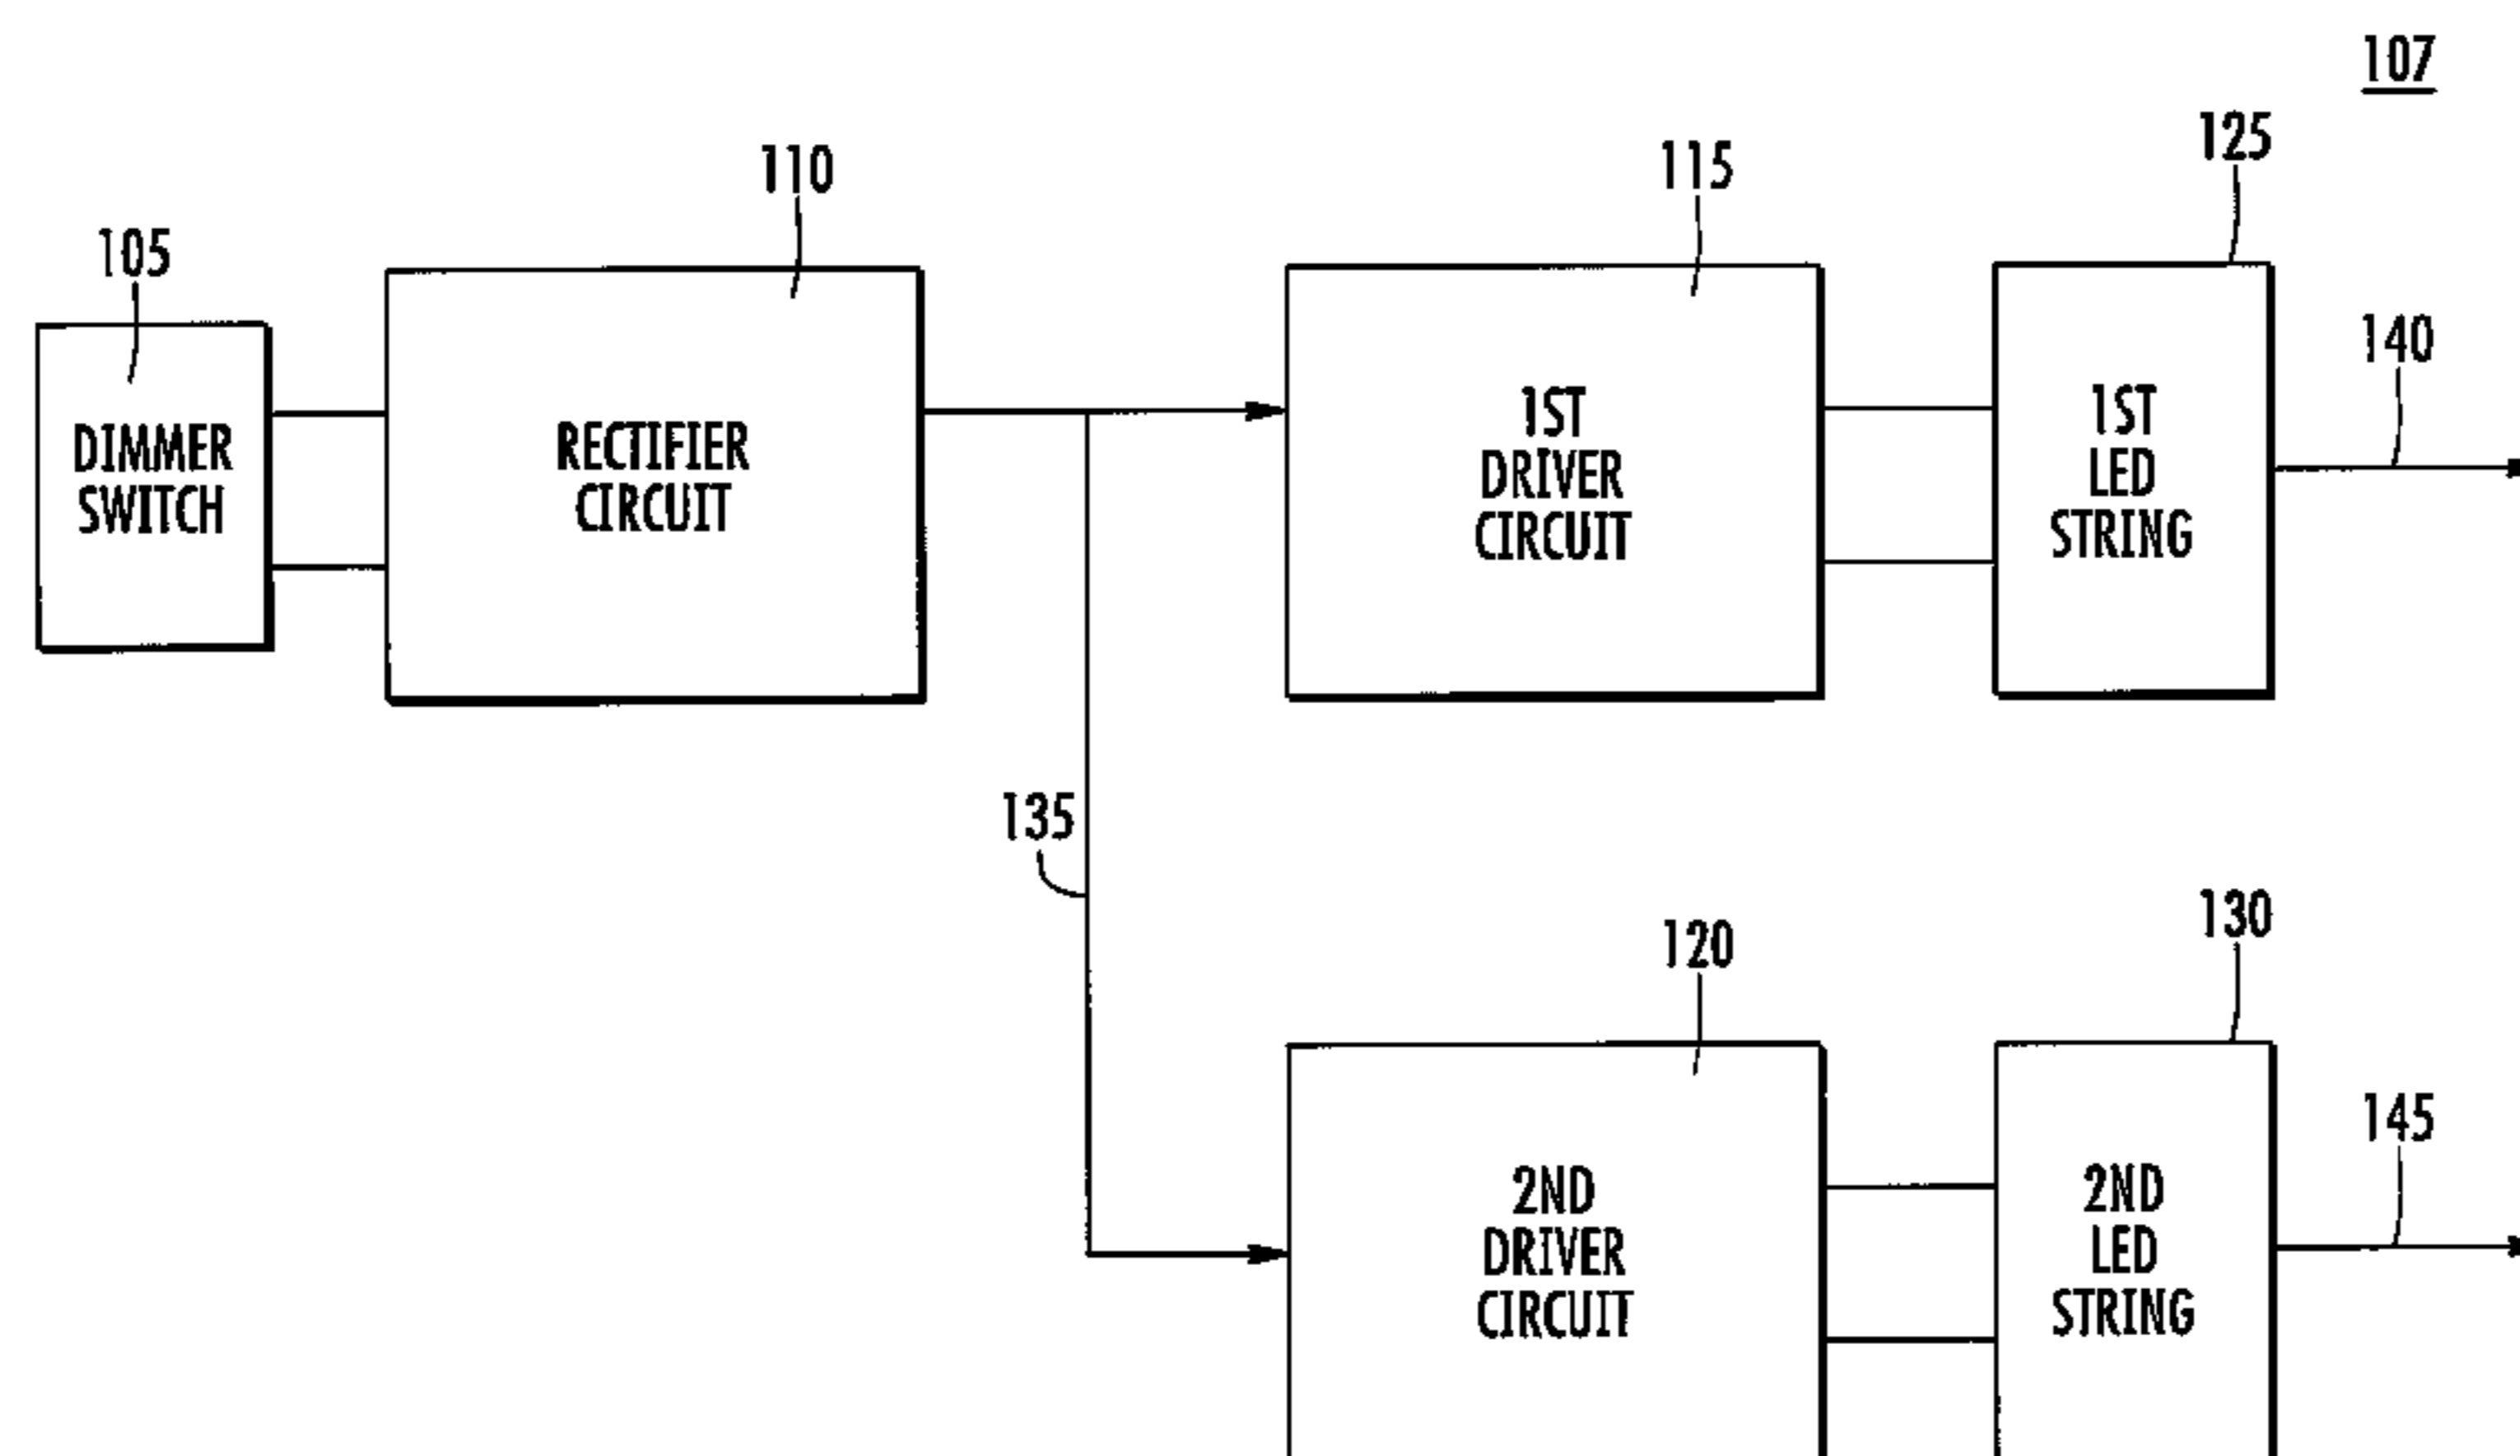 107
125
115
110
105
140
DIMMER
SWITCH
RECTIFIER
CIRCUIT
1ST
DRIVER
CIRCUIT
1ST
LED
STRING
135
130
120
145
2ND
DRIVER
CIRCUIT
2ND
LED
STRING